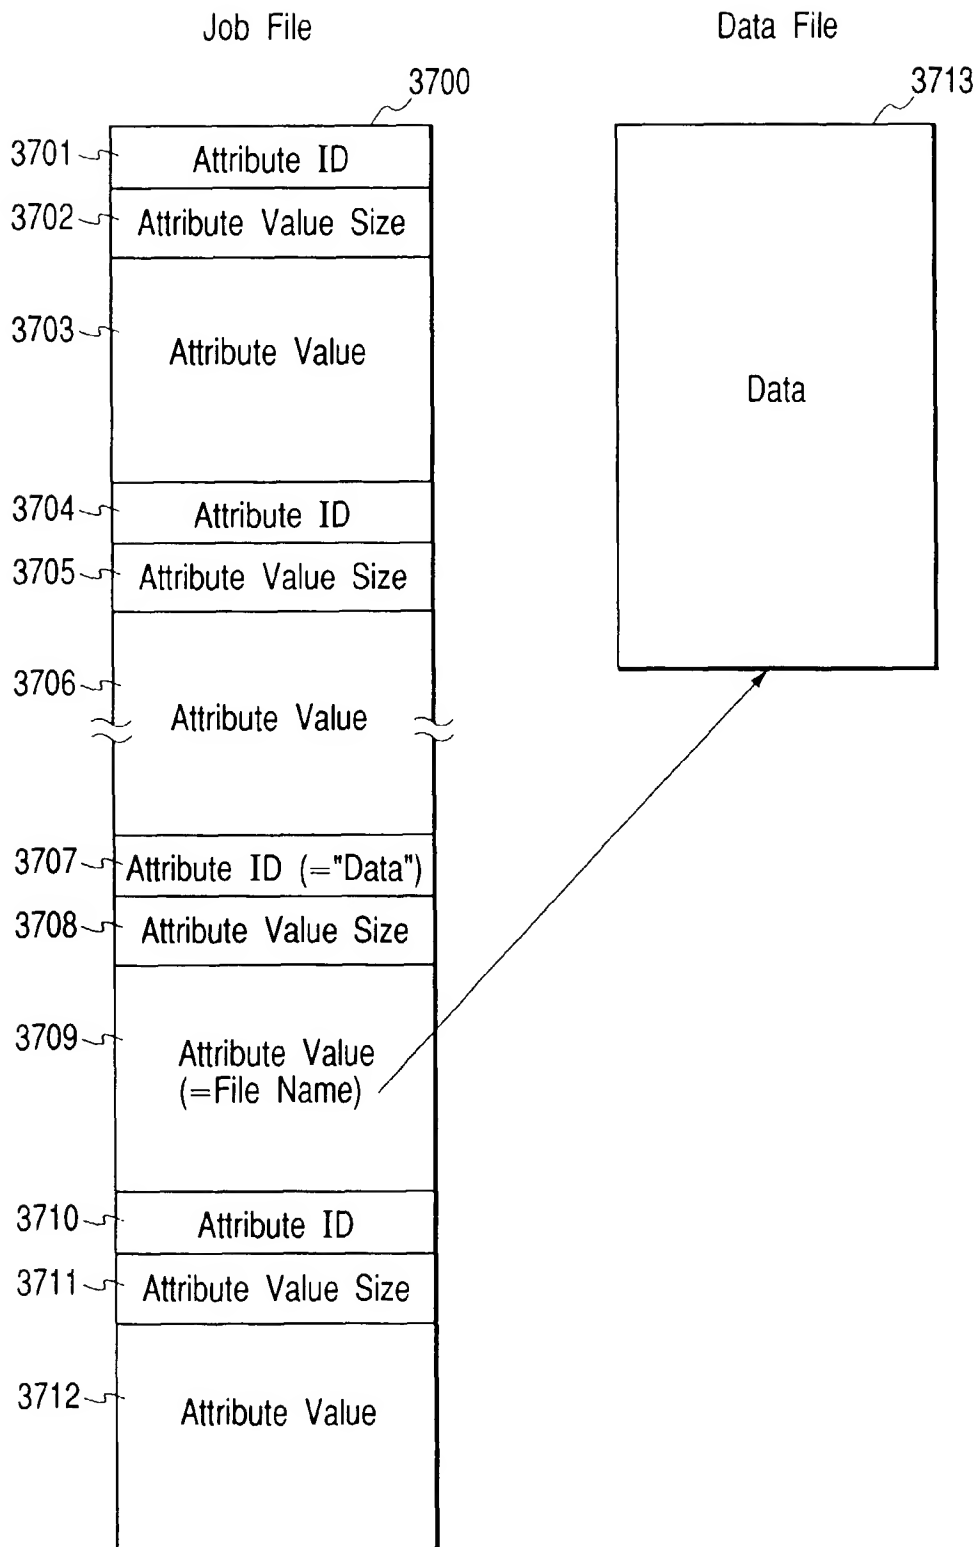 Job File
Data File
3700
3713
3701
Attribute ID
3702
Attribute Value Size
3703
Attribute Value
Data
3704
Attribute ID
3705
Attribute Value Size
3706
Attribute Value
3707
Attribute ID (="Data")
3708
Attribute Value Size
3709
Attribute Value
(=File Name)
3710
Attribute ID
3711
Attribute Value Size
3712
Attribute Value